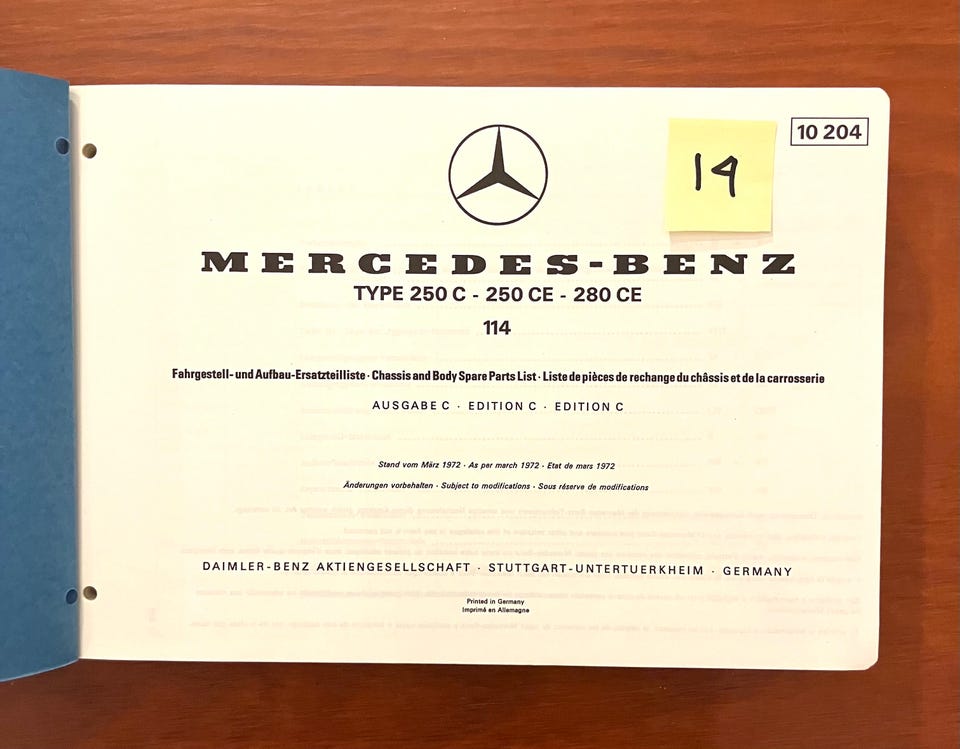 10 204
14
MERCEDES-BENZ
TYPE 250 C - 250 CE - 280 CE
114
Fahrgestell- und Aufbau-Ersatzteilliste · Chassis and Body Spare Parts List · Liste de pièces de rechange du châssis et de la carrosserie
AUSGABE C · EDITION C · EDITION C
Stand vom März 1972 · As per march 1972 · Etat de mars 1972
Änderungen vorbehalten · Subject to modifications · Sous réserve de modifications
DAIMLER-BENZ AKTIENGESELLSCHAFT · STUTTGART-UNTERTUERKHEIM · GERMANY
Printed in Germany
Imprimé en Allemagne